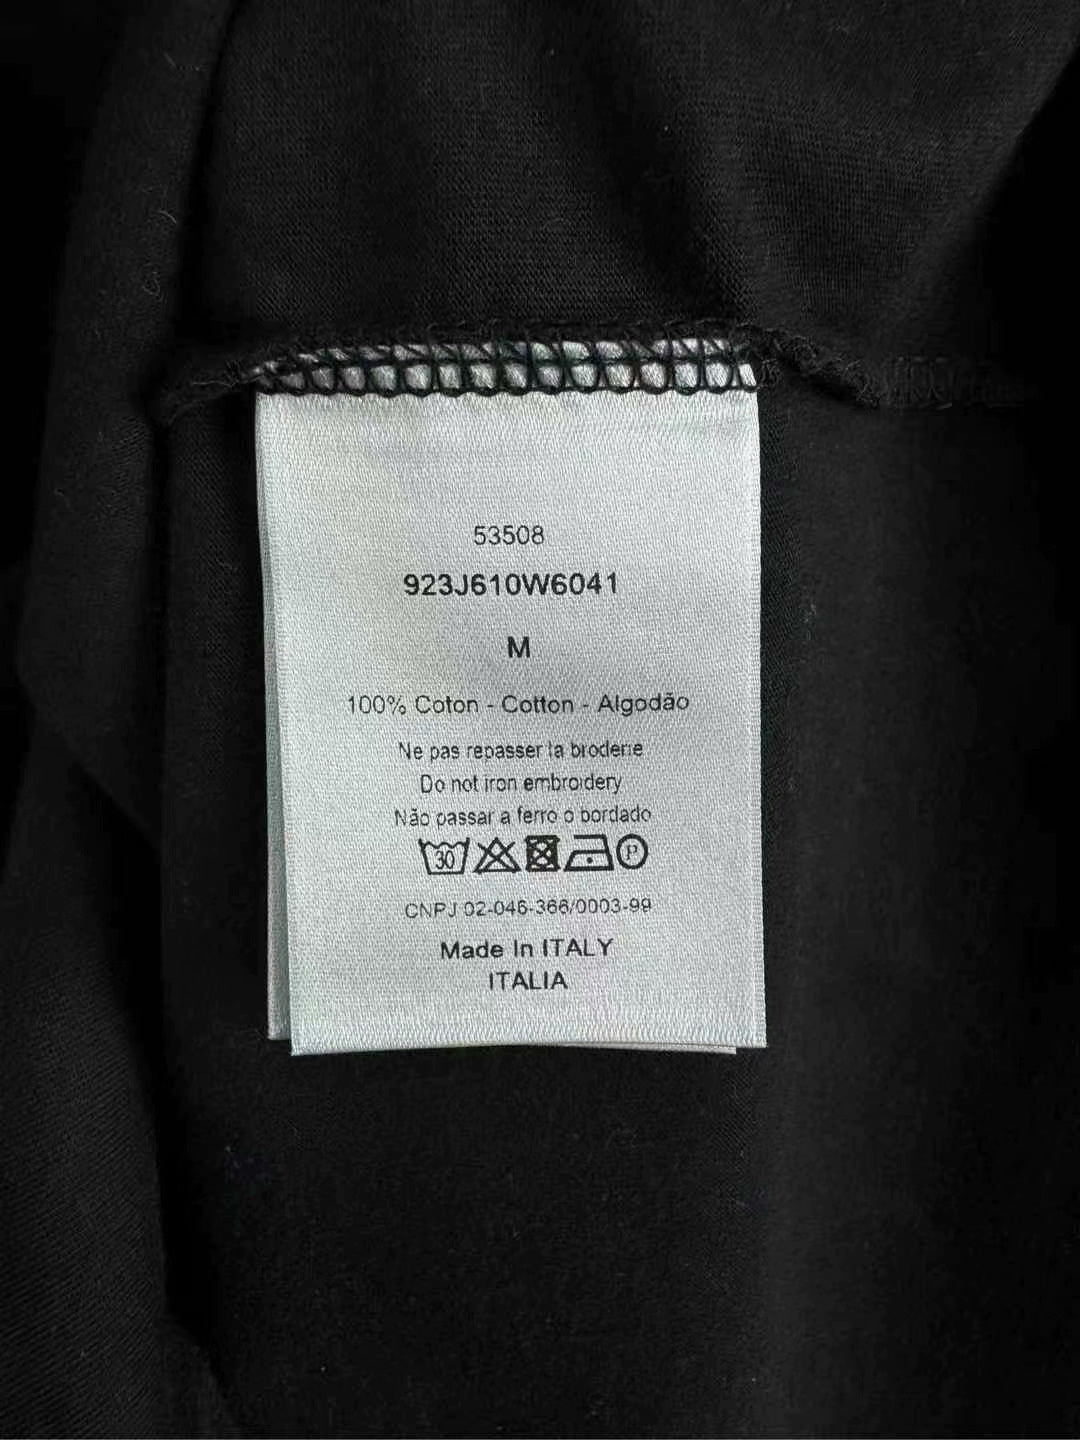 53508
923J610W6041
M
100% Coton - Cotton - Algodão
Ne pas repasser la broderie
Do not iron embroidery
Não passar a ferro o bordado
30 P
CNPJ 02-046-366/0003-99
Made In ITALY
ITALIA